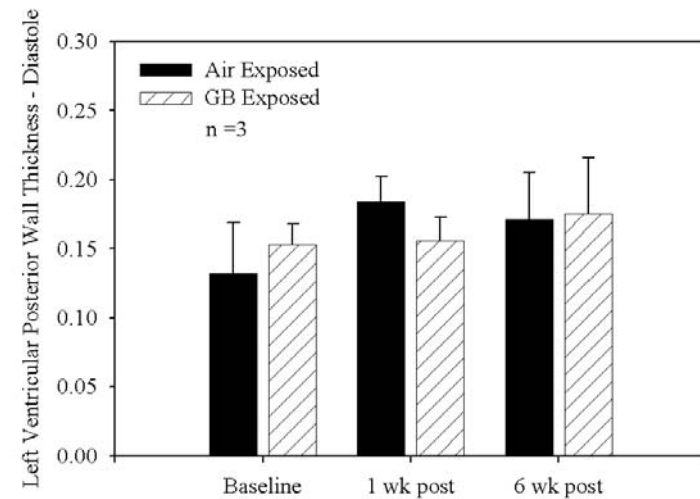 Left Ventricular Posterior Wall Thickness - Diastole
0.30
0.25
0.20
0.15
0.10
0.05
0.00
Air Exposed
GB Exposed
n =3
Baseline
1 wk post
6 wk post